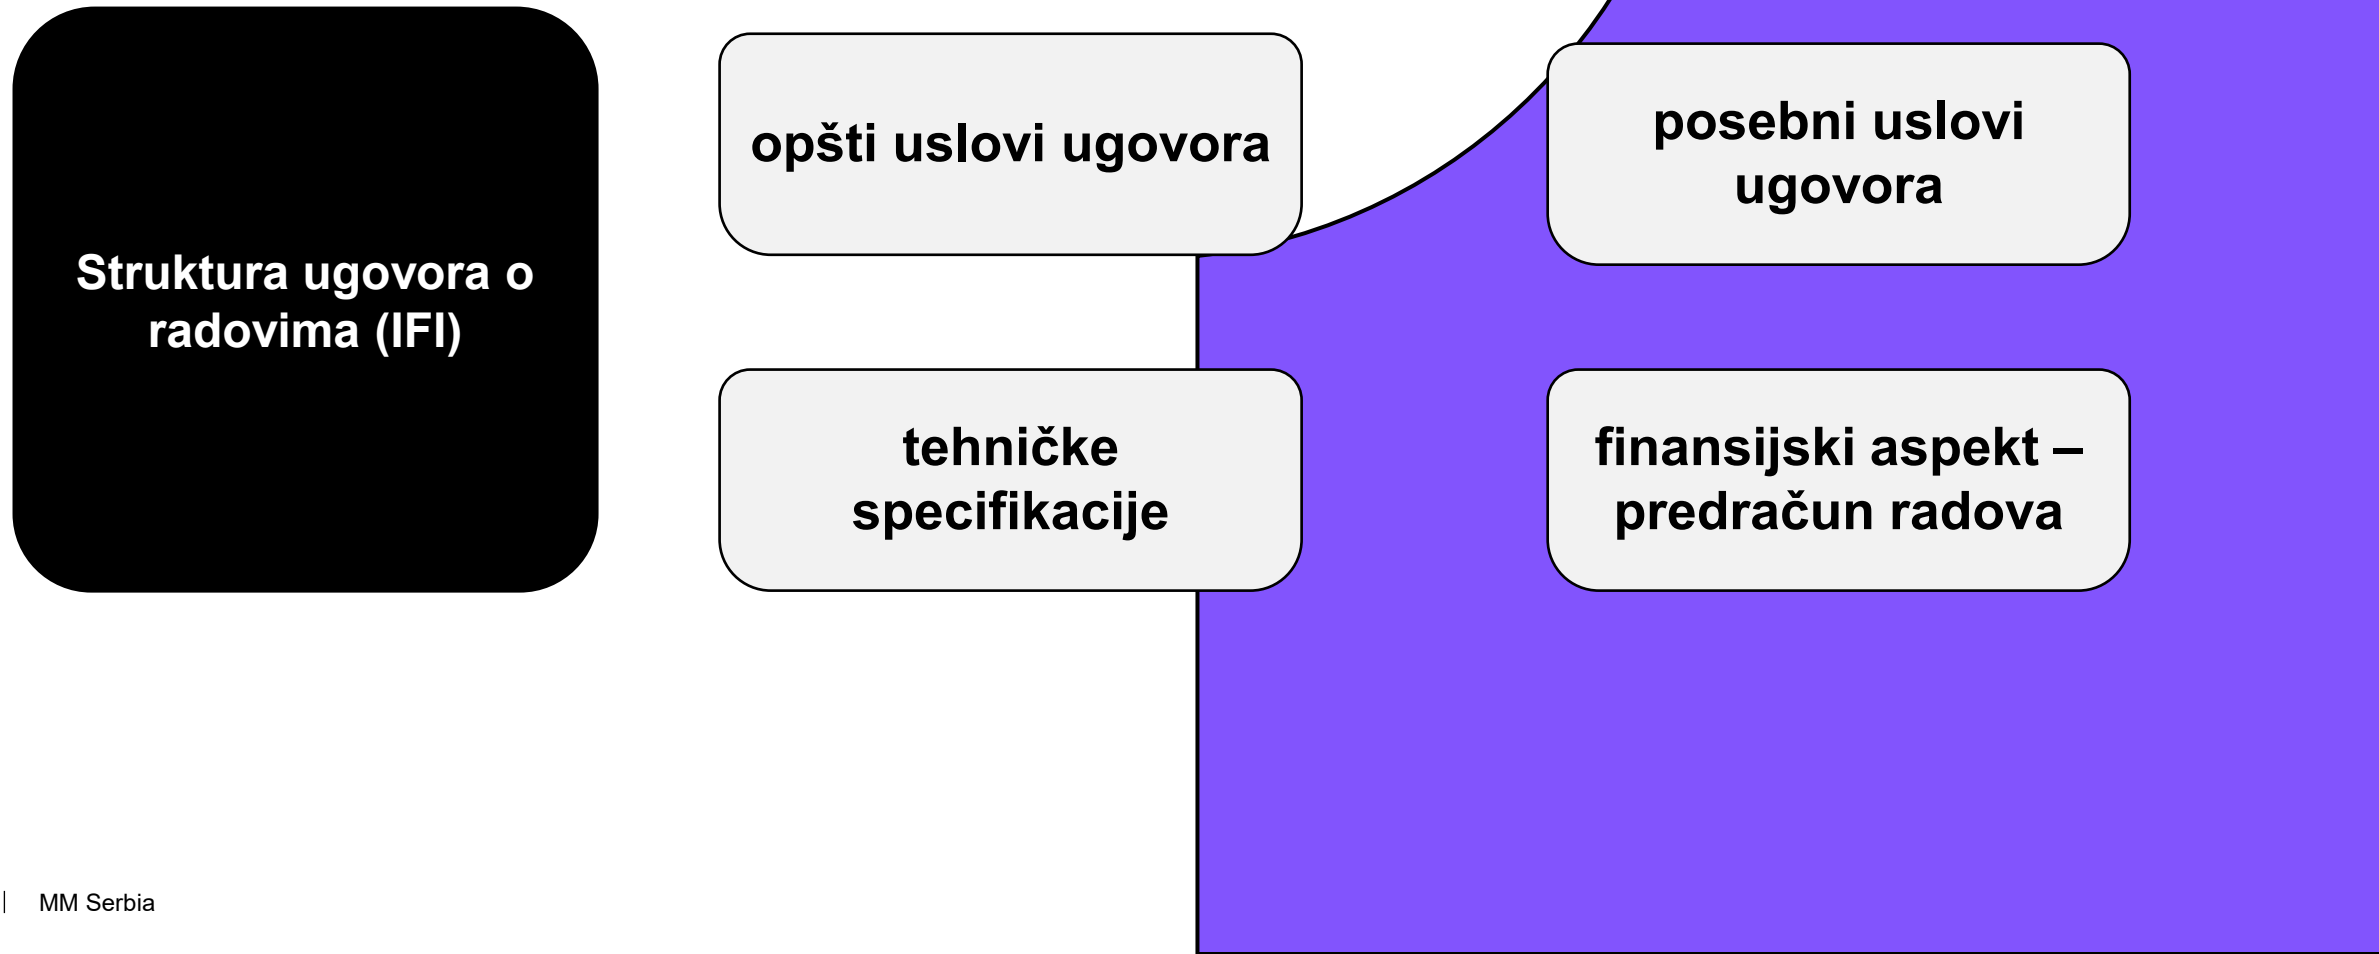 Struktura ugovora o
radovima (IFI)
opšti uslovi ugovora
posebni uslovi
ugovora
tehničke
specifikacije
finansijski aspekt –
predračun radova
MM Serbia